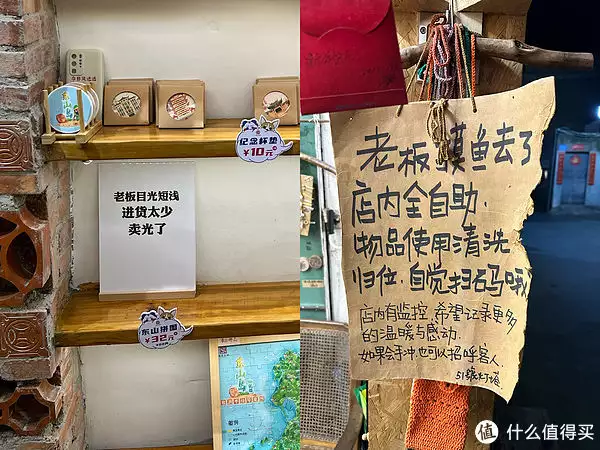 纪念杯垫
¥10元
老板目光短浅
进货太少
卖光了
东山拼图
¥32元
老板摸鱼去了
店内全自助.
物品使用清洗
归位.自觉扫码哦
店内有监控.希望记录更多
的温暖与感动.
如果会手冲.也可以招呼客人.
值 什么值得买